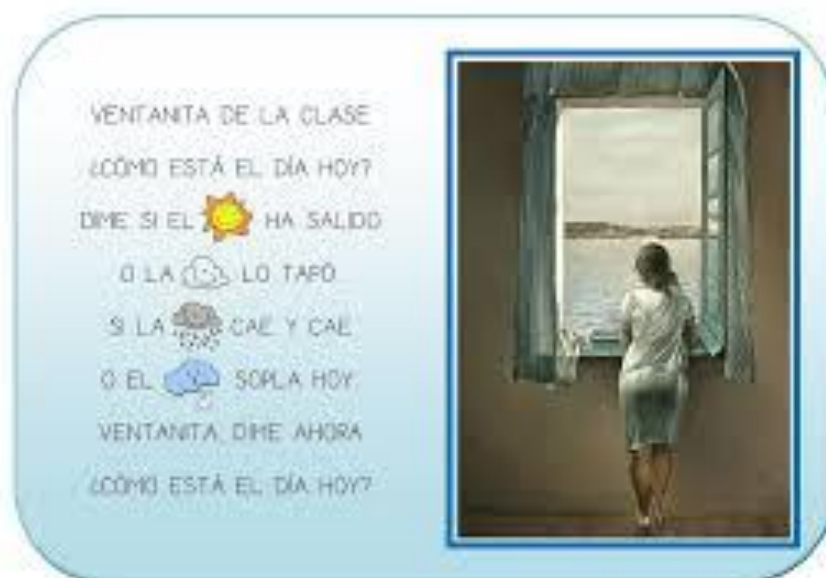 VENTANITA DE LA CLASE
¿CÓMO ESTÁ EL DÍA HOY?
DIME SI EL HA SALIDO
O LA LO TAPÓ
SI LA CAE Y CAE
O EL SOPLA HOY
VENTANITA, DIME AHORA
¿CÓMO ESTÁ EL DÍA HOY?